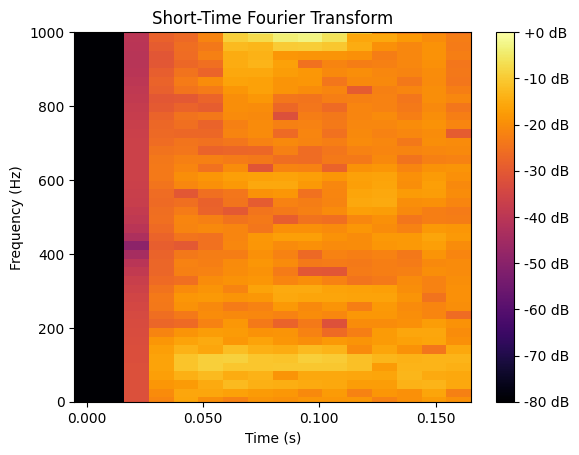 Short-Time Fourier Transform
1000
800
600
400
200
0
Frequency (Hz)
0.000
0.050
0.100
0.150
Time (s)
+0 dB
-10 dB
-20 dB
-30 dB
-40 dB
-50 dB
-60 dB
-70 dB
-80 dB